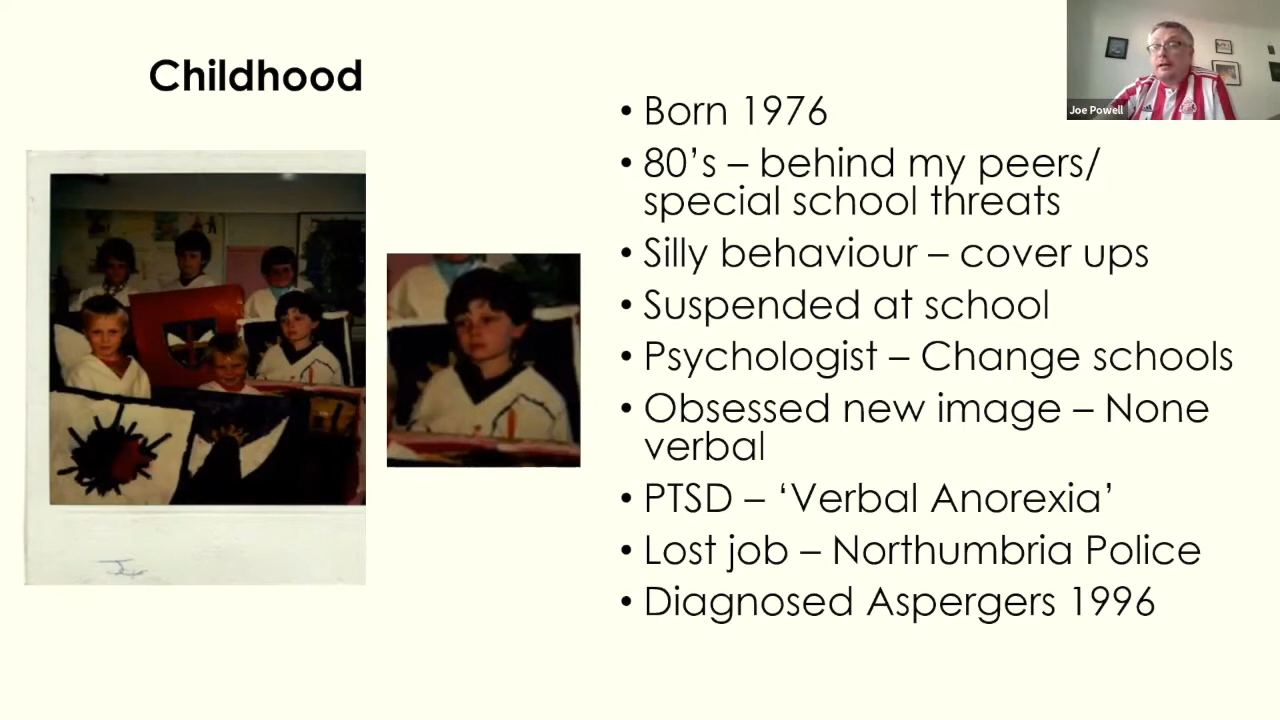 Childhood
Joe Powell
• Born 1976
• 80’s – behind my peers/
special school threats
• Silly behaviour – cover ups
• Suspended at school
• Psychologist – Change schools
• Obsessed new image – None
verbal
• PTSD – ‘Verbal Anorexia’
• Lost job – Northumbria Police
• Diagnosed Aspergers 1996